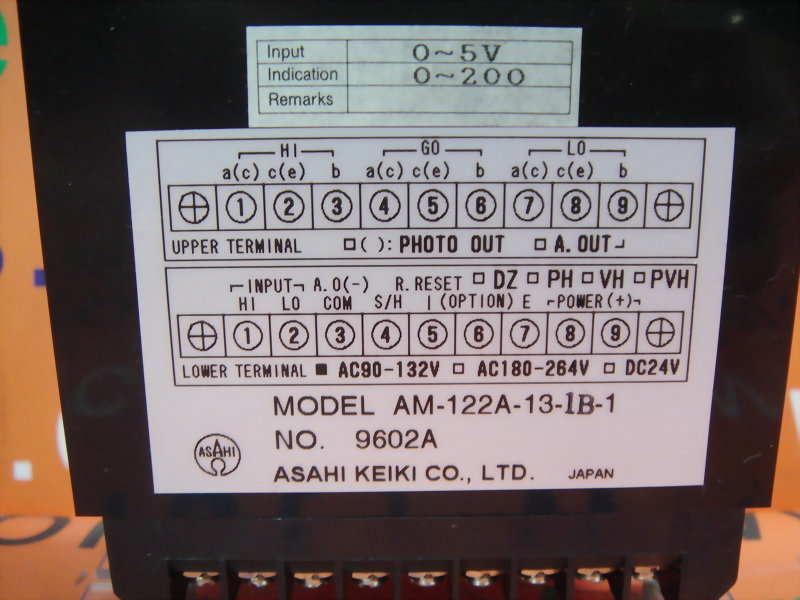 Input 0~5V
Indication 0~200
Remarks
HI GO LO
a(c) c(e) b a(c) c(e) b a(c) c(e) b
1 2 3 4 5 6 7 8 9
UPPER TERMINAL □( ): PHOTO OUT □ A.OUT
INPUT A.O(-) R.RESET □ DZ □ PH □ VH □ PVH
HI LO COM S/H I (OPTION) E POWER(+)
1 2 3 4 5 6 7 8 9
LOWER TERMINAL ■ AC90-132V □ AC180-264V □ DC24V
MODEL AM-122A-13-1B-1
NO. 9602A
ASAHI
ASAHI KEIKI CO., LTD. JAPAN